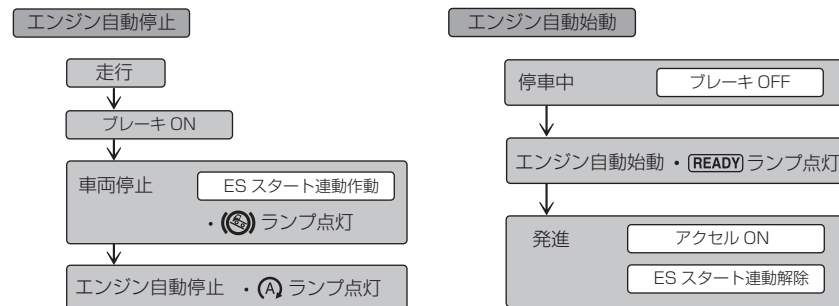 エンジン自動停止
走行
ブレーキ ON
車両停止 ES スタート連動作動
・ランプ点灯
エンジン自動停止 ・(A) ランプ点灯
エンジン自動始動
停車中 ブレーキ OFF
エンジン自動始動・READY ランプ点灯
発進 アクセル ON
ES スタート連動解除